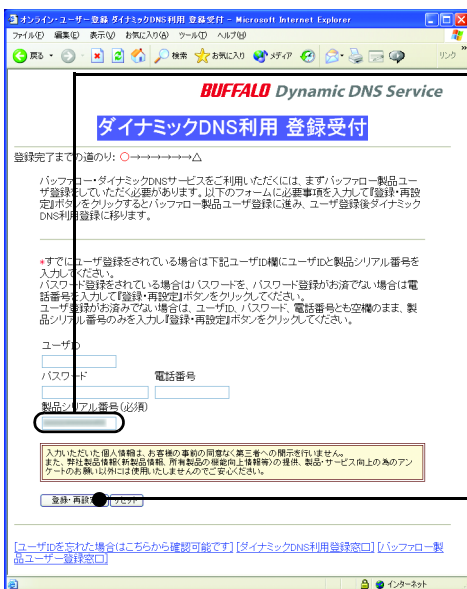 オンライン・ユーザー登録 ダイナミックDNS利用 登録受付 - Microsoft Internet Explorer
ファイル(F) 編集(E) 表示(V) お気に入り(A) ツール(T) ヘルプ(H)
戻る 検索 お気に入り メディア リンク »
BUFFALO Dynamic DNS Service
ダイナミックDNS利用 登録受付
登録完了までの道のり: ○→→→→→→△
バッファロー・ダイナミックDNSサービスをご利用いただくには、まずバッファロー製品ユー
ザ登録をしていただく必要があります。以下のフォームに必要事項を入力して『登録・再設
定』ボタンをクリックするとバッファロー製品ユーザ登録に進み、ユーザ登録後ダイナミック
DNS利用登録に移ります。
*すでにユーザ登録をされている場合は下記ユーザID欄にユーザIDと製品シリアル番号を
入力してください。
パスワード登録をされている場合はパスワードを、パスワード登録がお済でない場合は電
話番号を入力して『登録・再設定』ボタンをクリックしてください。
ユーザ登録がお済みでない場合は、ユーザID、パスワード、電話番号とも空欄のまま、製
品シリアル番号のみを入力し『登録・再設定』ボタンをクリックしてください。
ユーザID
パスワード 電話番号
製品シリアル番号(必須)
入力いただいた個人情報は、お客様の事前の同意なく第三者への開示を行いません。
また、弊社製品情報(新製品情報、所有製品の機能向上情報等)の提供、製品・サービス向上の為のアン
ケートのお願い以外には使用いたしませんのでご安心ください。
登録・再設定 リセット
[ユーザIDを忘れた場合はこちらから確認可能です] [ダイナミックDNS利用登録窓口] [バッファロー製
品ユーザー登録窓口]
インターネット